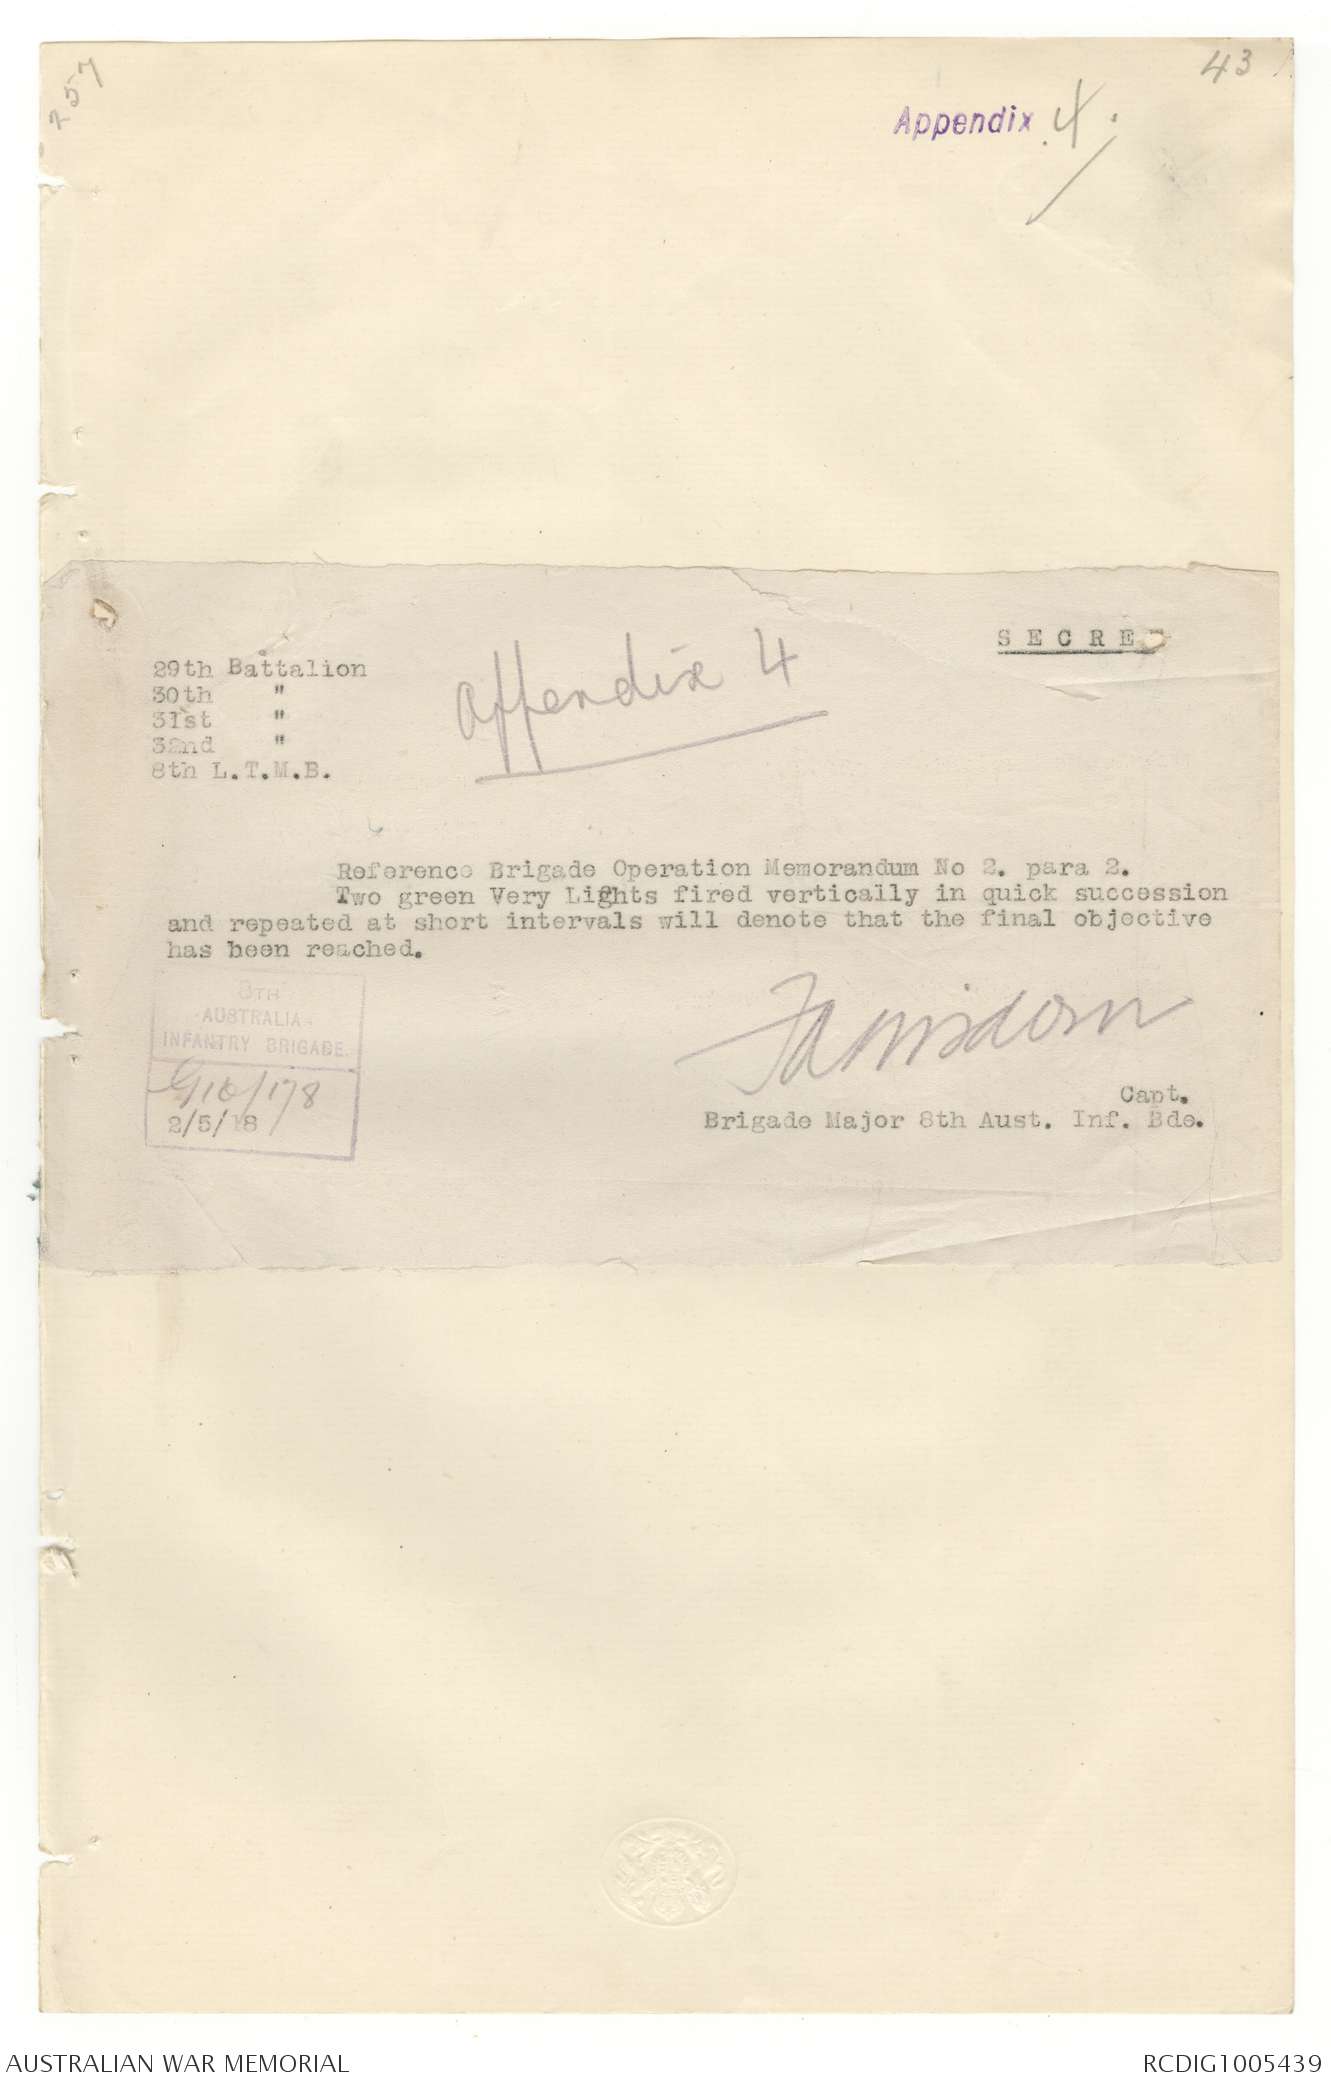 257
43
Appendix 4.
SECRE
29th Battalion
30th "
31st "
32nd "
8th L.T.M.B.
Appendix 4
Reference Brigade Operation Memorandum No 2. para 2.
Two green Very Lights fired vertically in quick succession
and repeated at short intervals will denote that the final objective
has been reached.
8TH
AUSTRALIA
INFANTRY BRIGADE.
G10/178
2/5/18
Capt.
Brigade Major 8th Aust. Inf. Bde.
AUSTRALIAN WAR MEMORIAL
RCDIG1005439